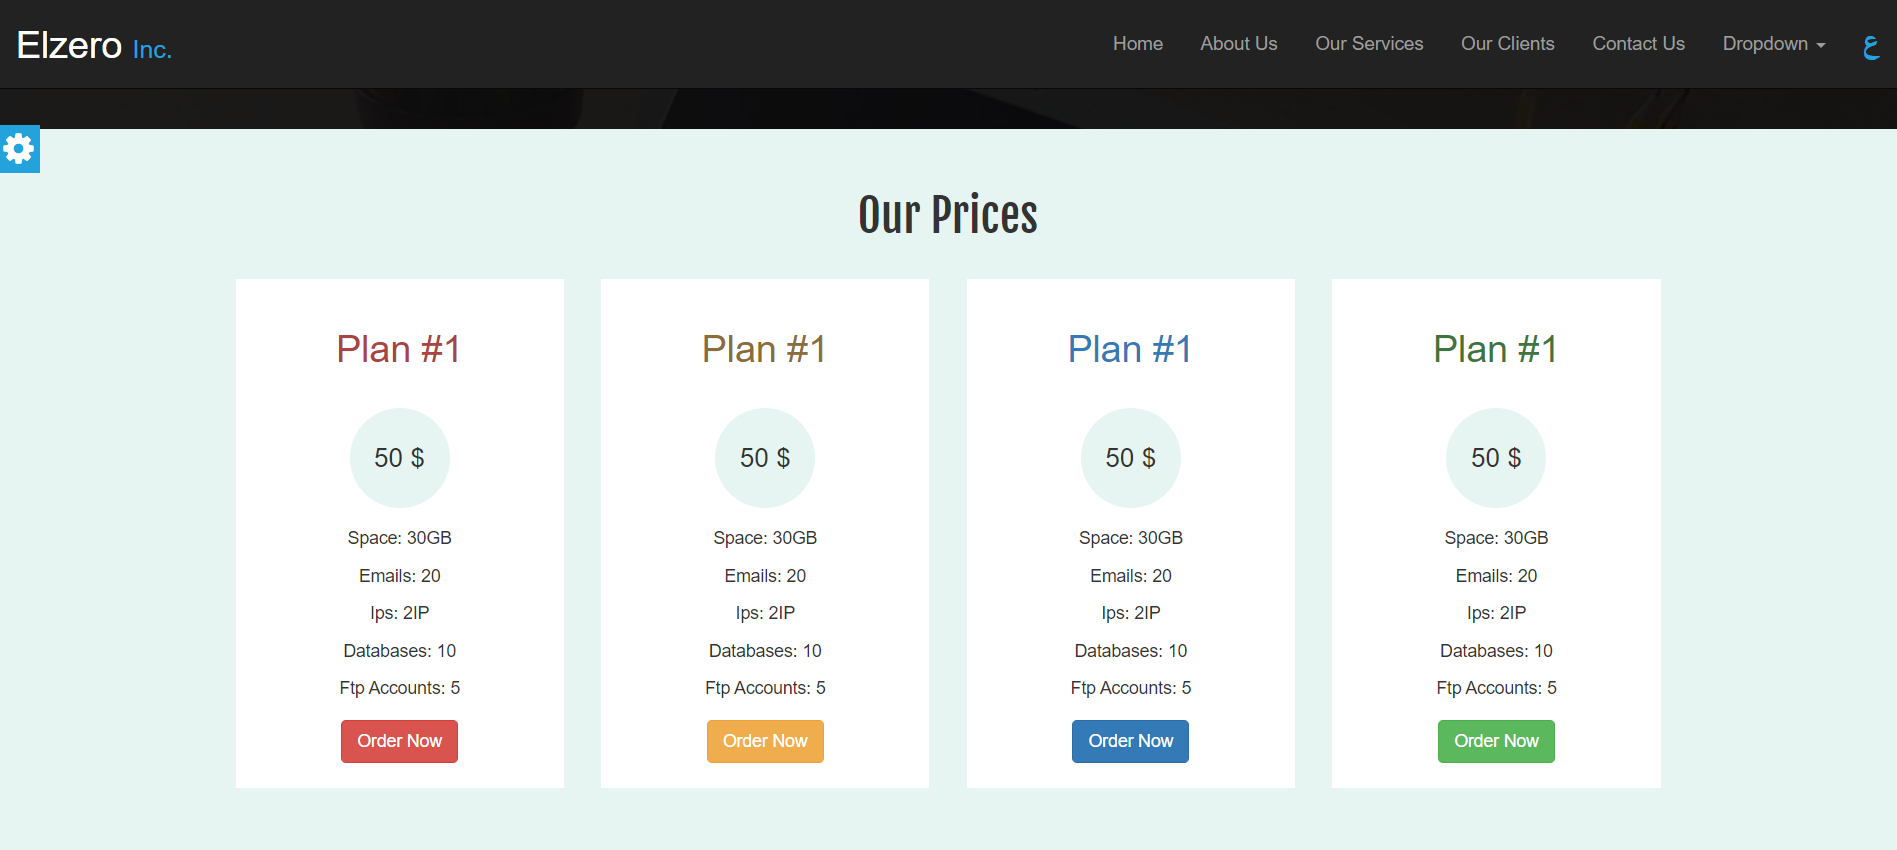 Elzero Inc.
Home About Us Our Services Our Clients Contact Us Dropdown ع
Our Prices
Plan #1
50 $
Space: 30GB
Emails: 20
Ips: 2IP
Databases: 10
Ftp Accounts: 5
Order Now
Plan #1
50 $
Space: 30GB
Emails: 20
Ips: 2IP
Databases: 10
Ftp Accounts: 5
Order Now
Plan #1
50 $
Space: 30GB
Emails: 20
Ips: 2IP
Databases: 10
Ftp Accounts: 5
Order Now
Plan #1
50 $
Space: 30GB
Emails: 20
Ips: 2IP
Databases: 10
Ftp Accounts: 5
Order Now